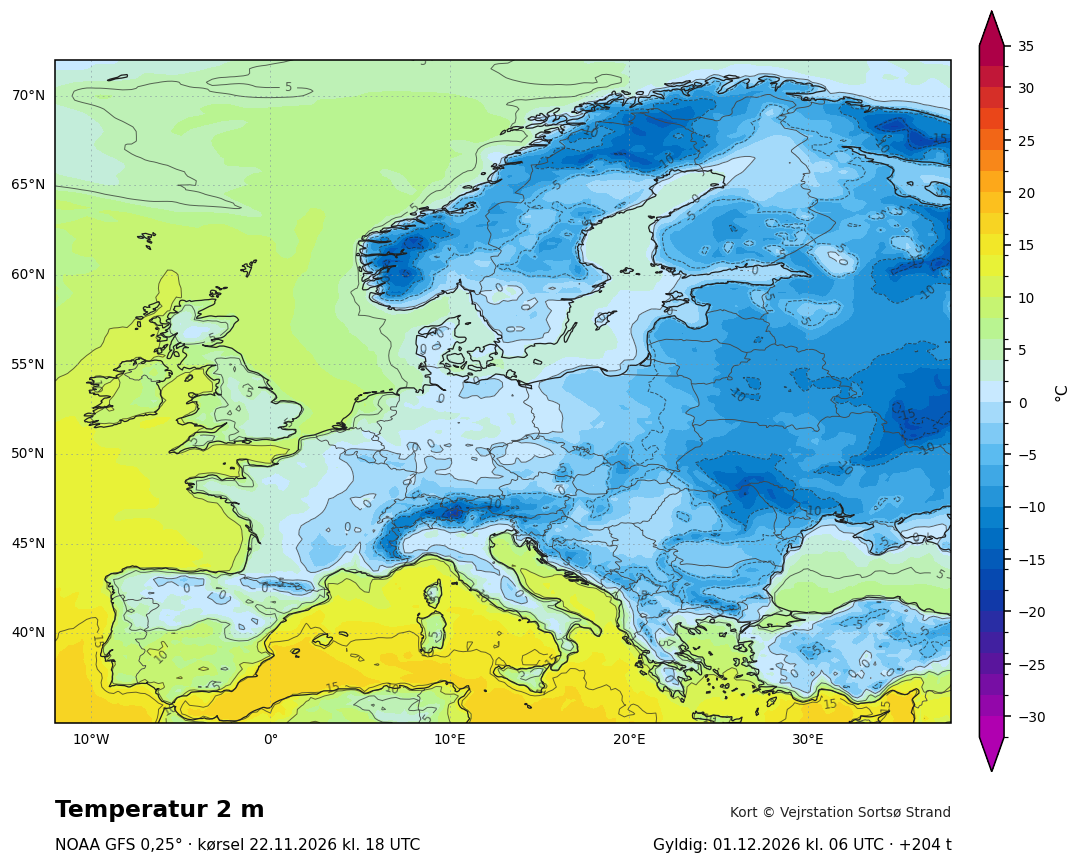 35
30
25
20
15
10
5
0
−5
−10
−15
−20
−25
−30
°C
70°N
65°N
60°N
55°N
50°N
45°N
40°N
10°W
0°
10°E
20°E
30°E
Temperatur 2 m
Kort © Vejrstation Sortsø Strand
NOAA GFS 0,25° · kørsel 22.11.2026 kl. 18 UTC
Gyldig: 01.12.2026 kl. 06 UTC · +204 t